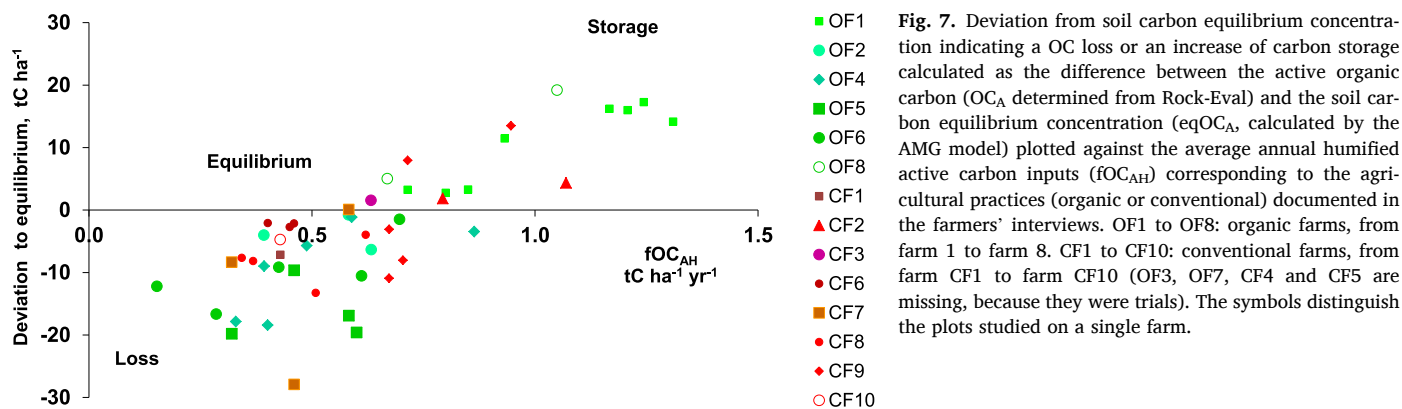 30
20
10
0
-10
-20
-30
0.0
0.5
1.0
1.5
Deviation to equilibrium, tC ha⁻¹
Storage
Equilibrium
Loss
fOC_AH
tC ha⁻¹ yr⁻¹
OF1
OF2
OF4
OF5
OF6
OF8
CF1
CF2
CF3
CF6
CF7
CF8
CF9
CF10
Fig. 7. Deviation from soil carbon equilibrium concentra-
tion indicating a OC loss or an increase of carbon storage
calculated as the difference between the active organic
carbon (OC_A determined from Rock-Eval) and the soil car-
bon equilibrium concentration (eqOC_A, calculated by the
AMG model) plotted against the average annual humified
active carbon inputs (fOC_AH) corresponding to the agri-
cultural practices (organic or conventional) documented in
the farmers' interviews. OF1 to OF8: organic farms, from
farm 1 to farm 8. CF1 to CF10: conventional farms, from
farm CF1 to farm CF10 (OF3, OF7, CF4 and CF5 are
missing, because they were trials). The symbols distinguish
the plots studied on a single farm.